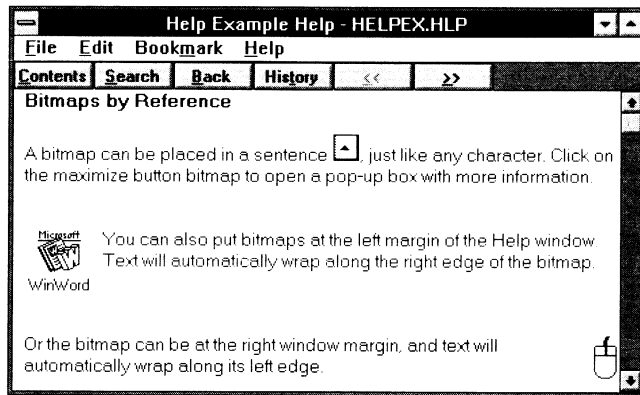 Help Example Help - HELPEX.HLP
File Edit Bookmark Help
Contents Search Back History << >>
Bitmaps by Reference
A bitmap can be placed in a sentence , just like any character. Click on
the maximize button bitmap to open a pop-up box with more information.
Microsoft
You can also put bitmaps at the left margin of the Help window.
Text will automatically wrap along the right edge of the bitmap.
WinWord
Or the bitmap can be at the right window margin, and text will
automatically wrap along its left edge.